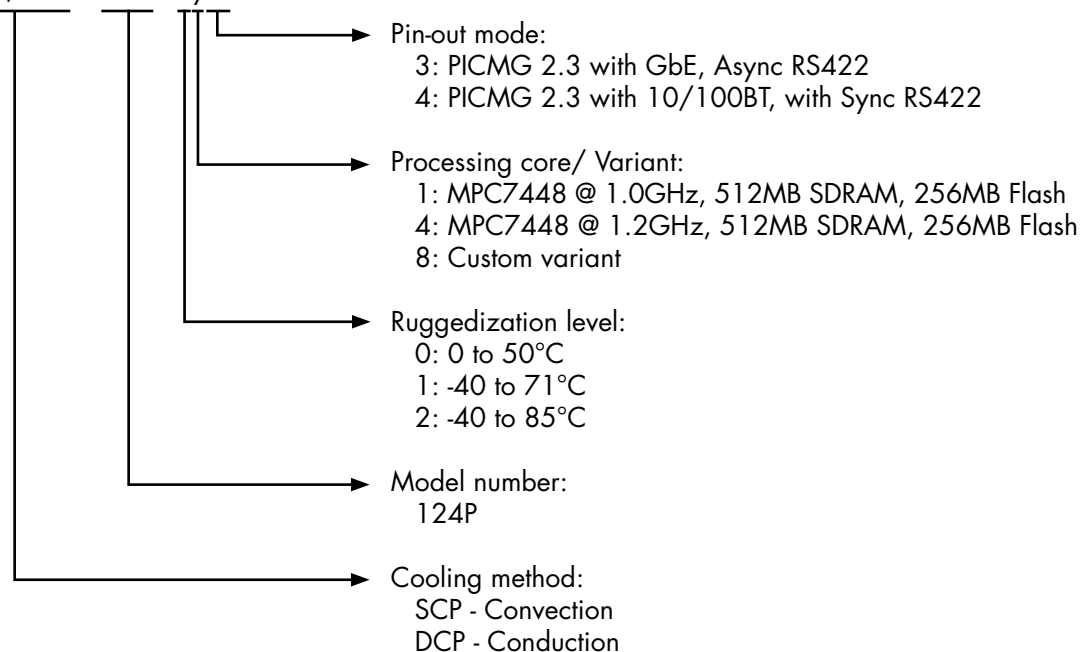 Pin-out mode:
3: PICMG 2.3 with GbE, Async RS422
4: PICMG 2.3 with 10/100BT, with Sync RS422
Processing core/ Variant:
1: MPC7448 @ 1.0GHz, 512MB SDRAM, 256MB Flash
4: MPC7448 @ 1.2GHz, 512MB SDRAM, 256MB Flash
8: Custom variant
Ruggedization level:
0: 0 to 50°C
1: -40 to 71°C
2: -40 to 85°C
Model number:
124P
Cooling method:
SCP - Convection
DCP - Conduction